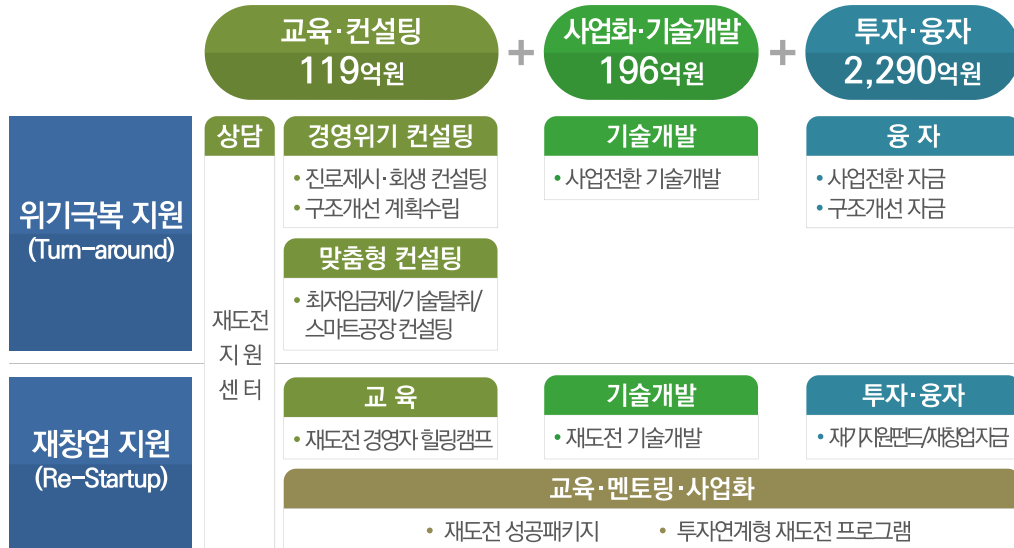 교육·컨설팅
119억원
+
사업화·기술개발
196억원
+
투자·융자
2,290억원
위기극복 지원
(Turn-around)
상담
재도전
지원
센터
경영위기 컨설팅
• 진로제시·회생 컨설팅
• 구조개선 계획수립
맞춤형 컨설팅
• 최저임금제/기술탈취/
스마트공장 컨설팅
기술개발
• 사업전환 기술개발
융 자
• 사업전환 자금
• 구조개선 자금
재창업 지원
(Re-Startup)
교 육
• 재도전 경영자 힐링캠프
기술개발
• 재도전 기술개발
투자·융자
• 재기지원펀드/재창업자금
교육·멘토링·사업화
• 재도전 성공패키지
• 투자연계형 재도전 프로그램